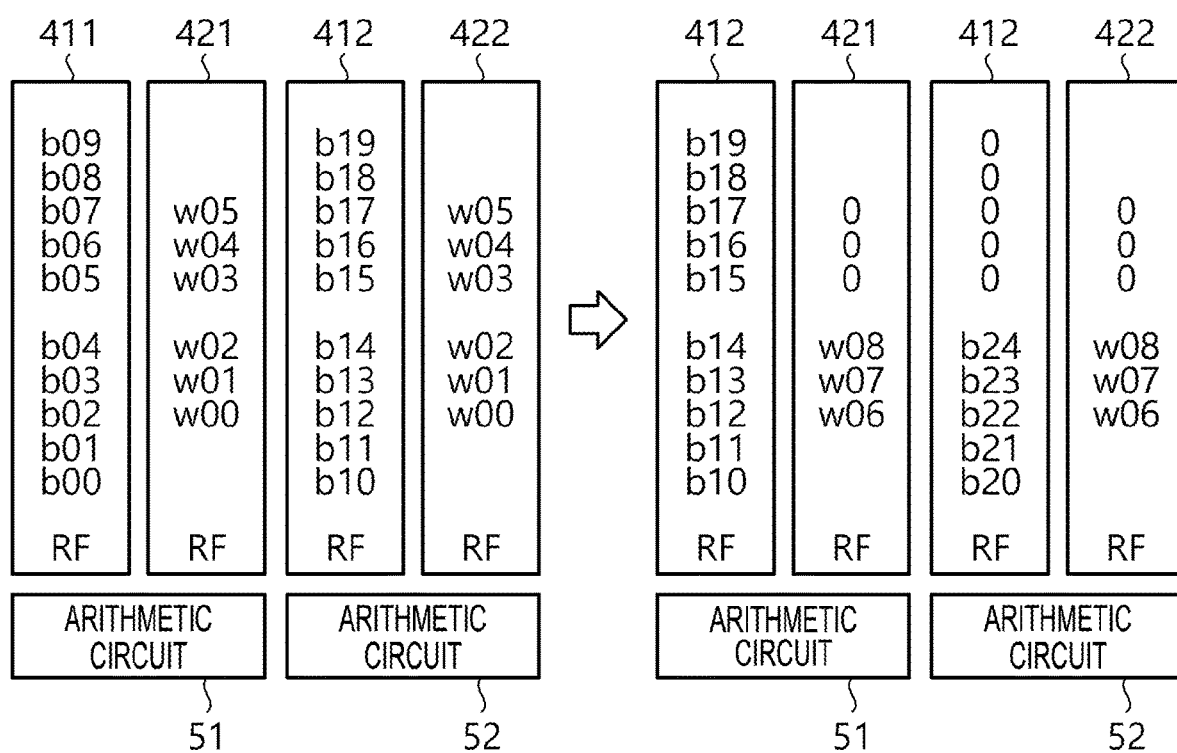 411 421 412 422 412 421 412 422
b09 b19 b19 0
b08 b18 b18 0
b07 w05 b17 w05 b17 0 0 0
b06 w04 b16 w04 b16 0 0 0
b05 w03 b15 w03 b15 0 0 0
b04 w02 b14 w02 b14 w08 b24 w08
b03 w01 b13 w01 b13 w07 b23 w07
b02 w00 b12 w00 b12 w06 b22 w06
b01 b11 b11 b21
b00 b10 b10 b20
RF RF RF RF RF RF RF RF
ARITHMETIC ARITHMETIC ARITHMETIC ARITHMETIC
CIRCUIT CIRCUIT CIRCUIT CIRCUIT
51 52 51 52